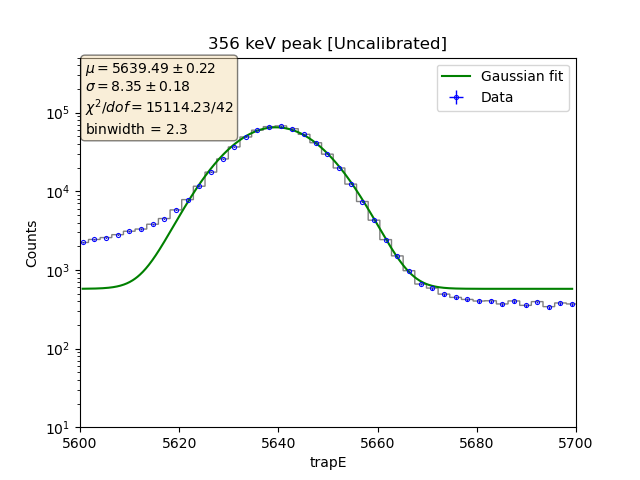 356 keV peak [Uncalibrated]
μ = 5639.49 ± 0.22
σ = 8.35 ± 0.18
χ²/dof = 15114.23/42
binwidth = 2.3
Gaussian fit
Data
10⁵
10⁴
10³
10²
10¹
Counts
5600 5620 5640 5660 5680 5700
trapE